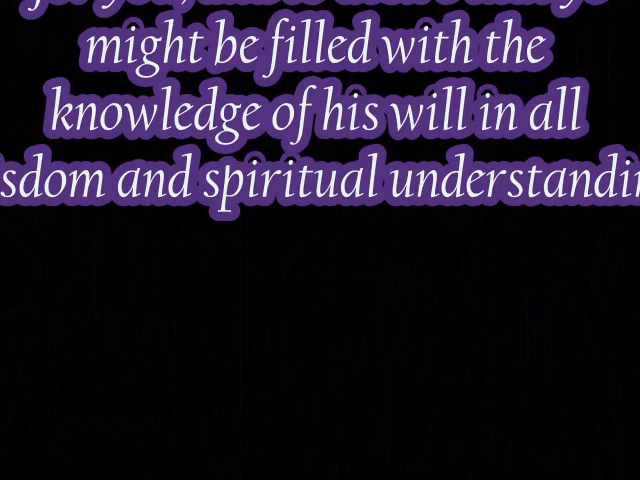 might be filled with the
knowledge of his will in all
sdom and spiritual understandin